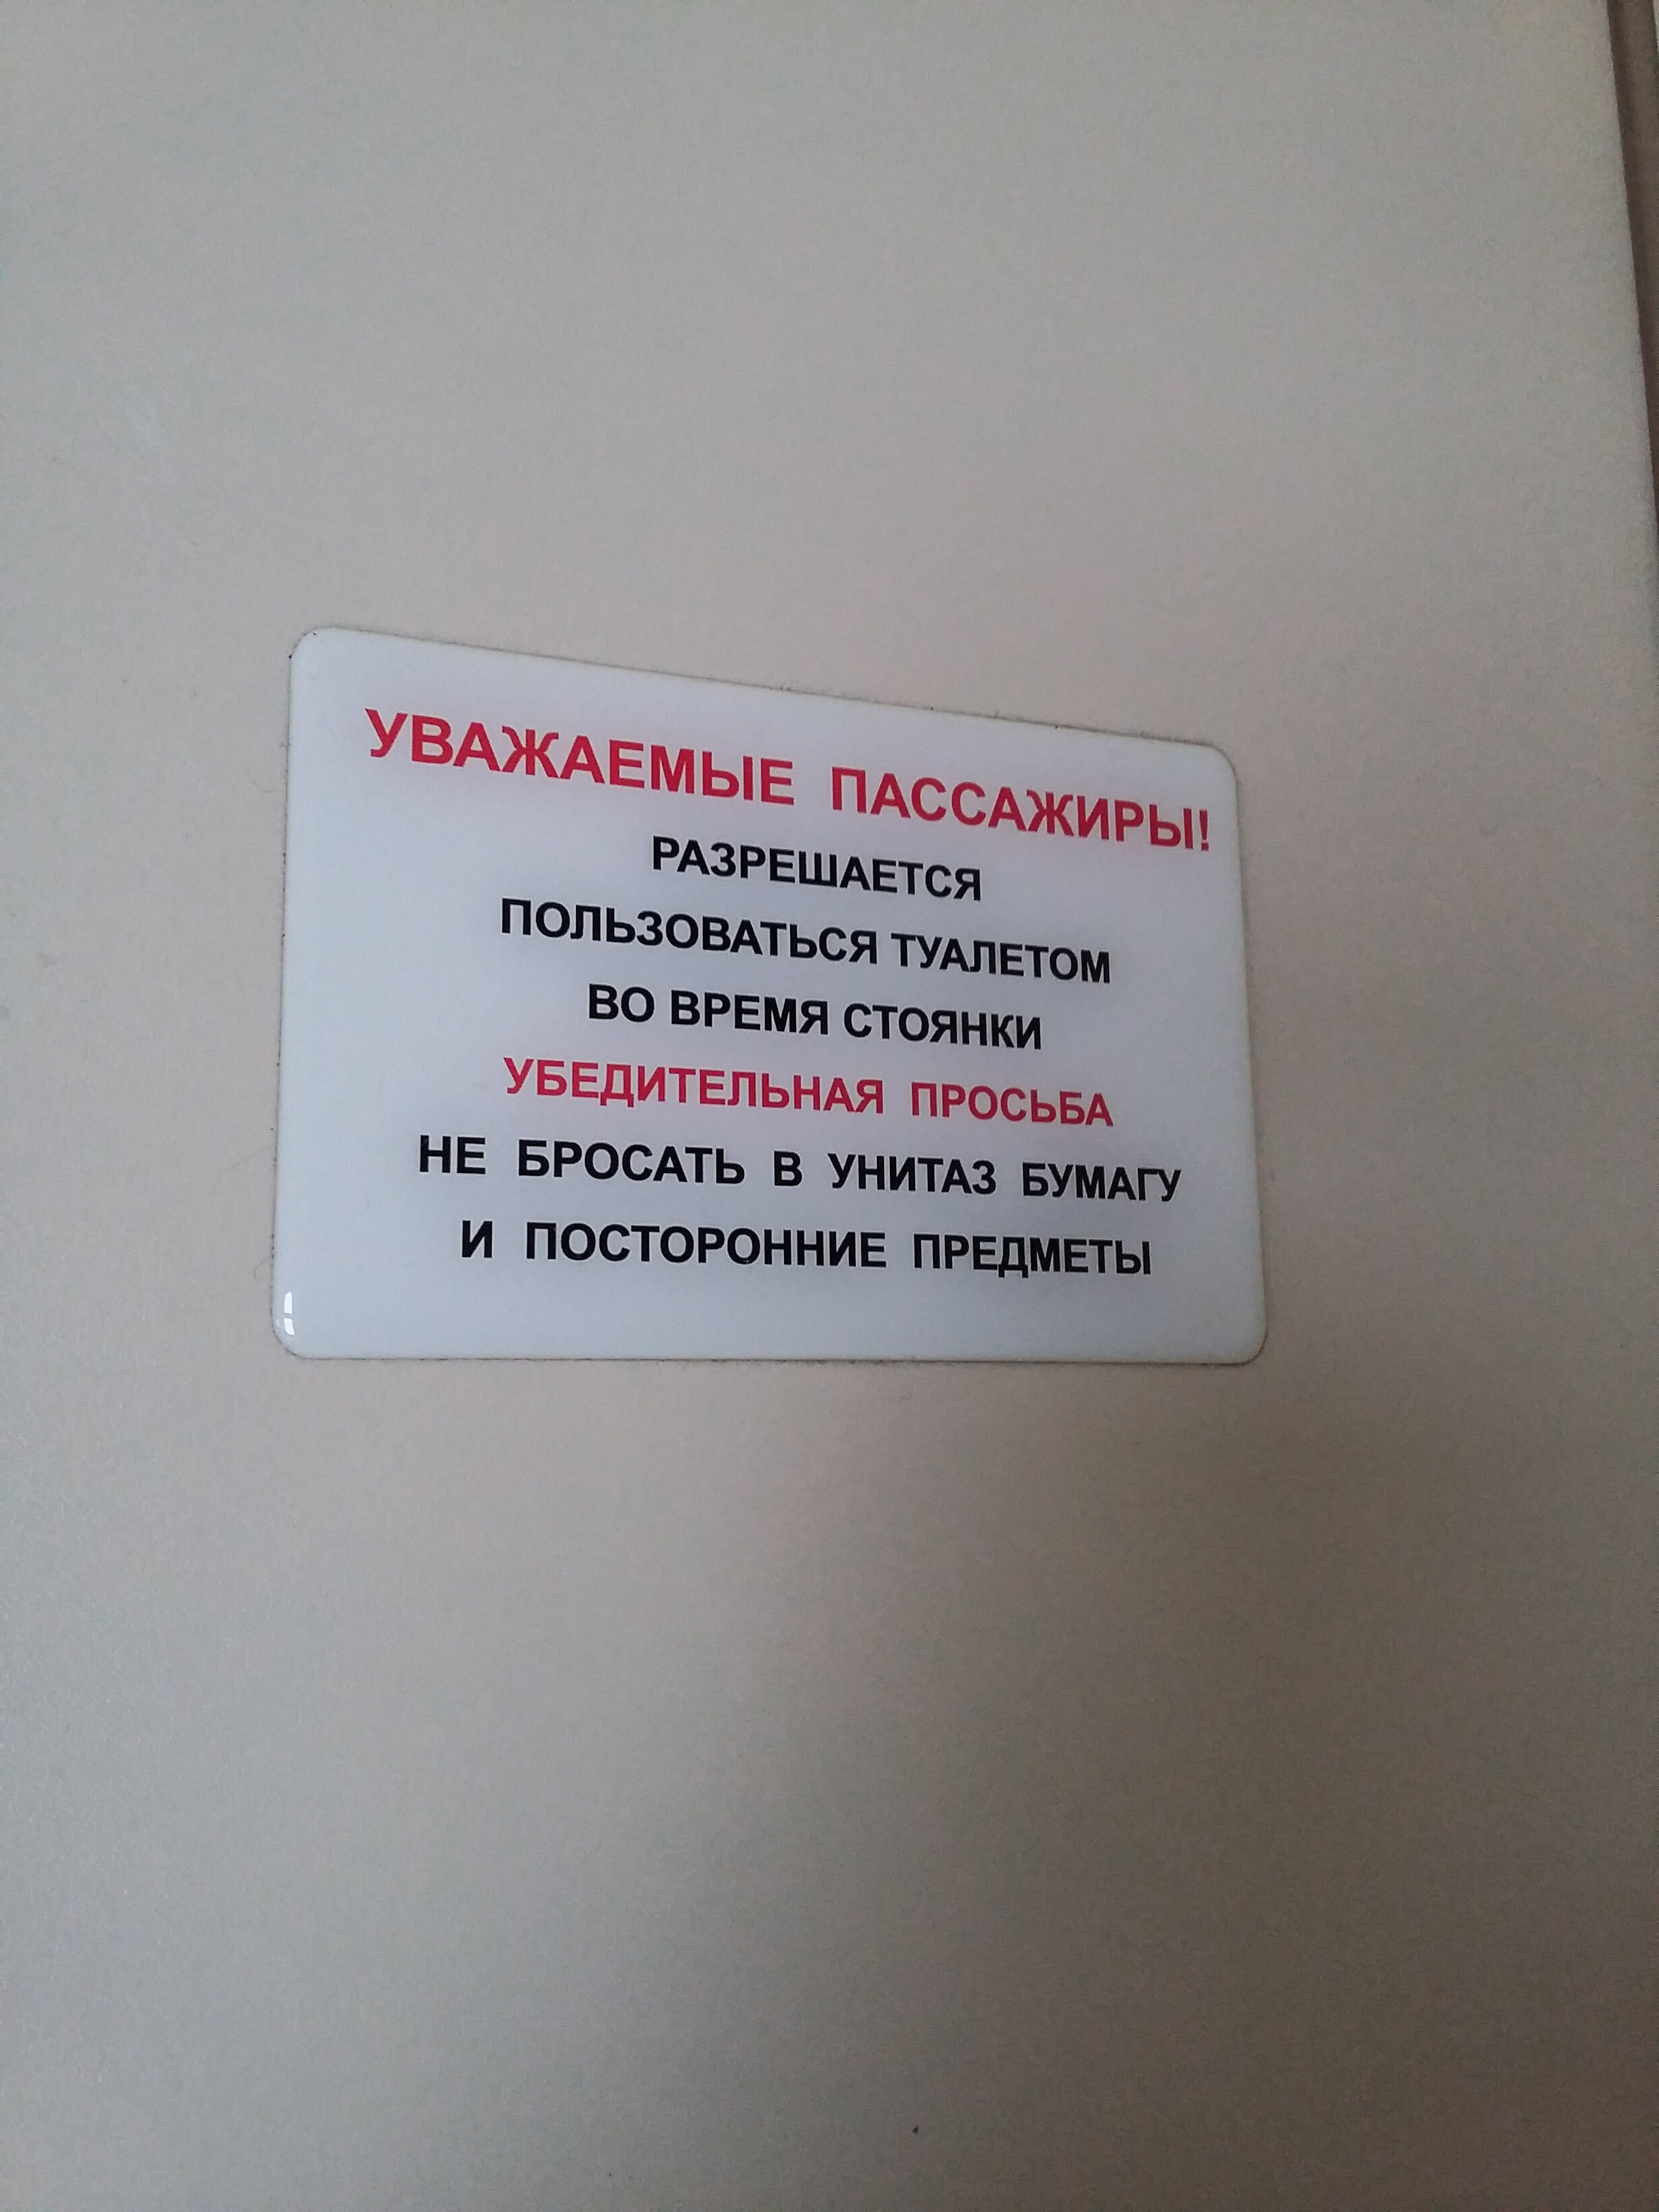 УВАЖАЕМЫЕ ПАССАЖИРЫ!
РАЗРЕШАЕТСЯ
ПОЛЬЗОВАТЬСЯ ТУАЛЕТОМ
ВО ВРЕМЯ СТОЯНКИ
УБЕДИТЕЛЬНАЯ ПРОСЬБА
НЕ БРОСАТЬ В УНИТАЗ БУМАГУ
И ПОСТОРОННИЕ ПРЕДМЕТЫ